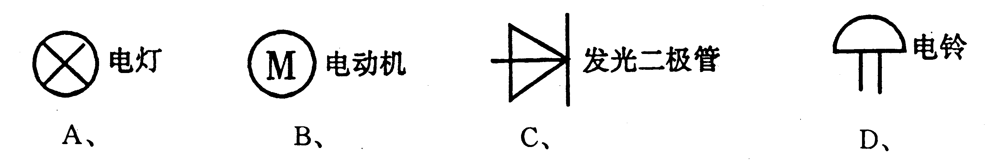 电灯 M 电动机 发光二极管 电铃
A、 B、 C、 D、